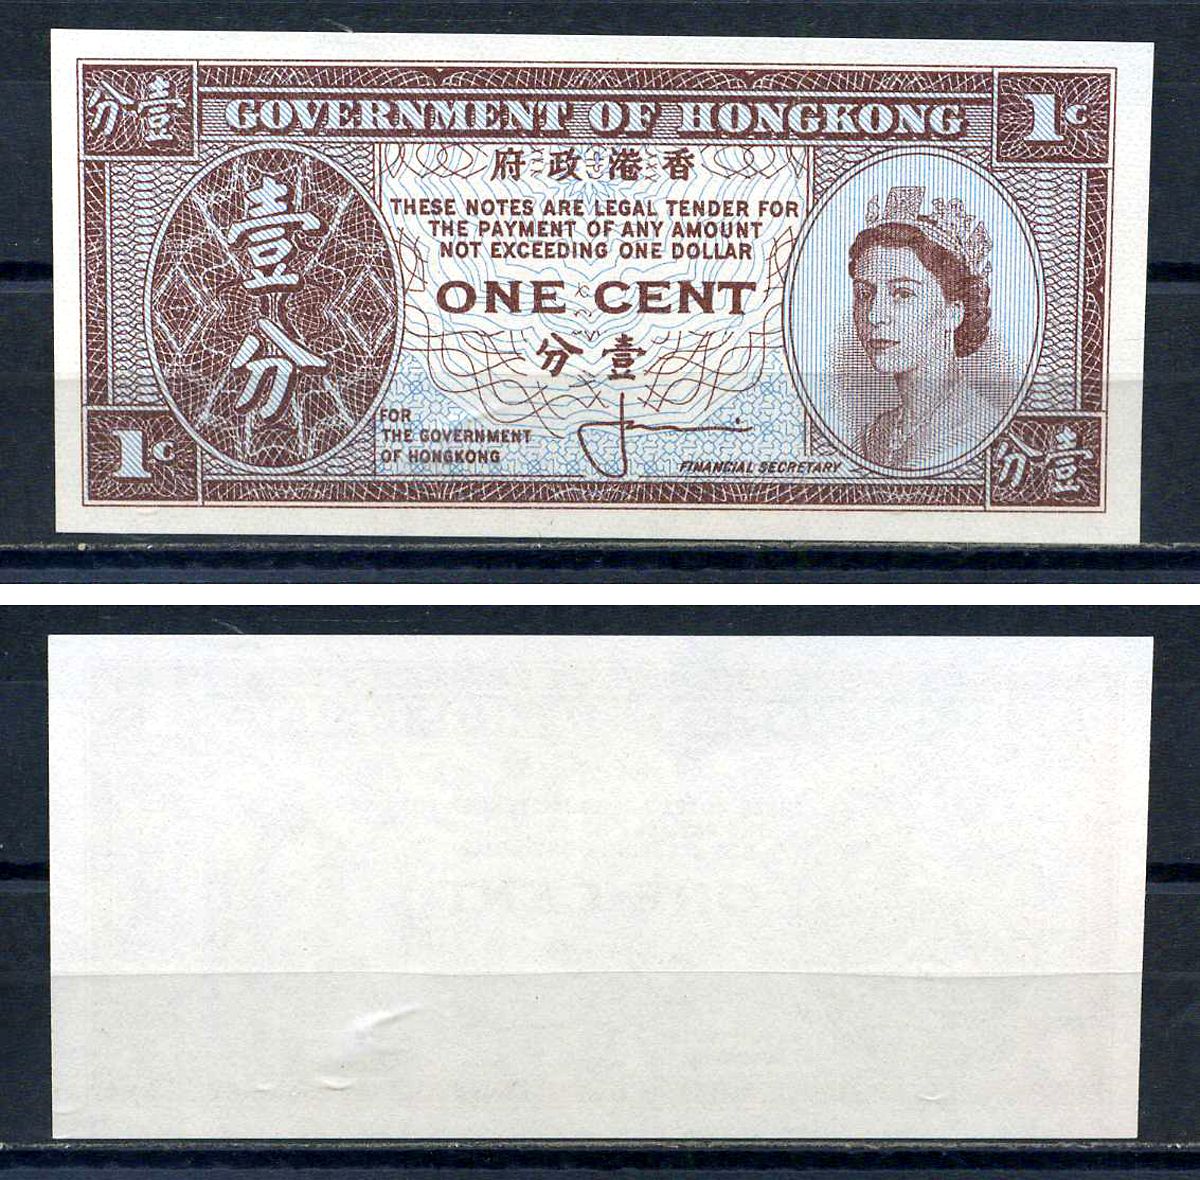 分壹
GOVERNMENT OF HONGKONG
1c
府政港香
THESE NOTES ARE LEGAL TENDER FOR
THE PAYMENT OF ANY AMOUNT
NOT EXCEEDING ONE DOLLAR
壹分
ONE CENT
分壹
FOR
THE GOVERNMENT
OF HONGKONG
FINANCIAL SECRETARY
1c
分壹